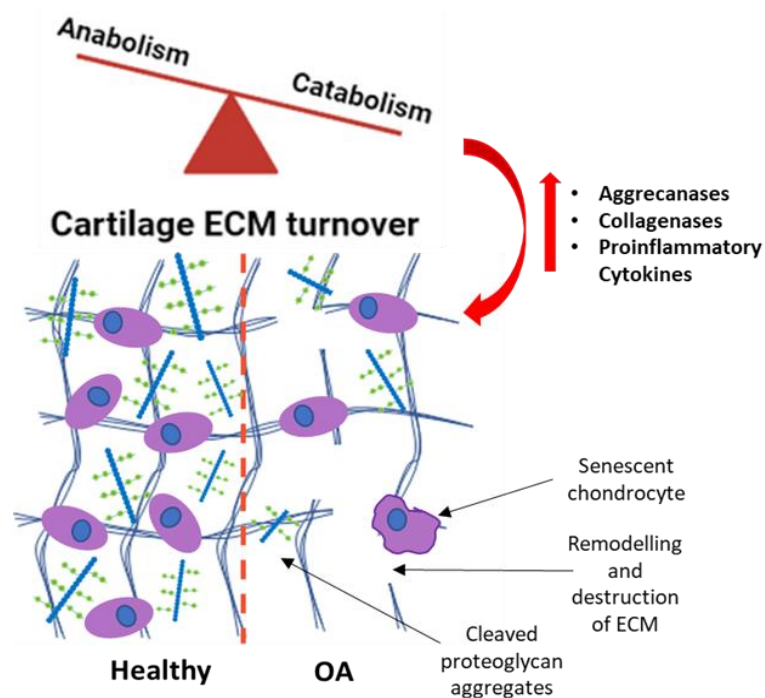 Anabolism
Catabolism
Cartilage ECM turnover
• Aggrecanases
• Collagenases
• Proinflammatory
Cytokines
Senescent
chondrocyte
Remodelling
and
destruction
of ECM
Cleaved
proteoglycan
aggregates
Healthy
OA